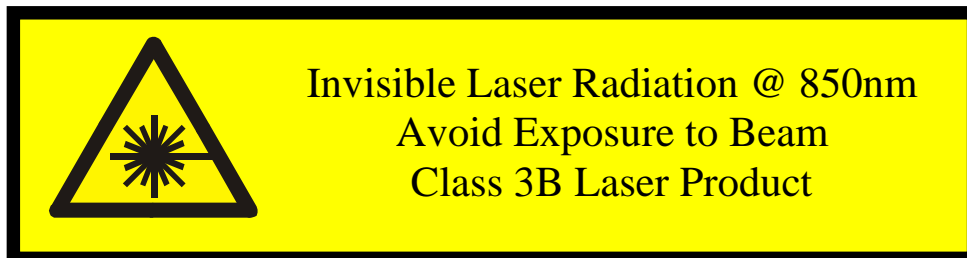 Invisible Laser Radiation @ 850nm
Avoid Exposure to Beam
Class 3B Laser Product